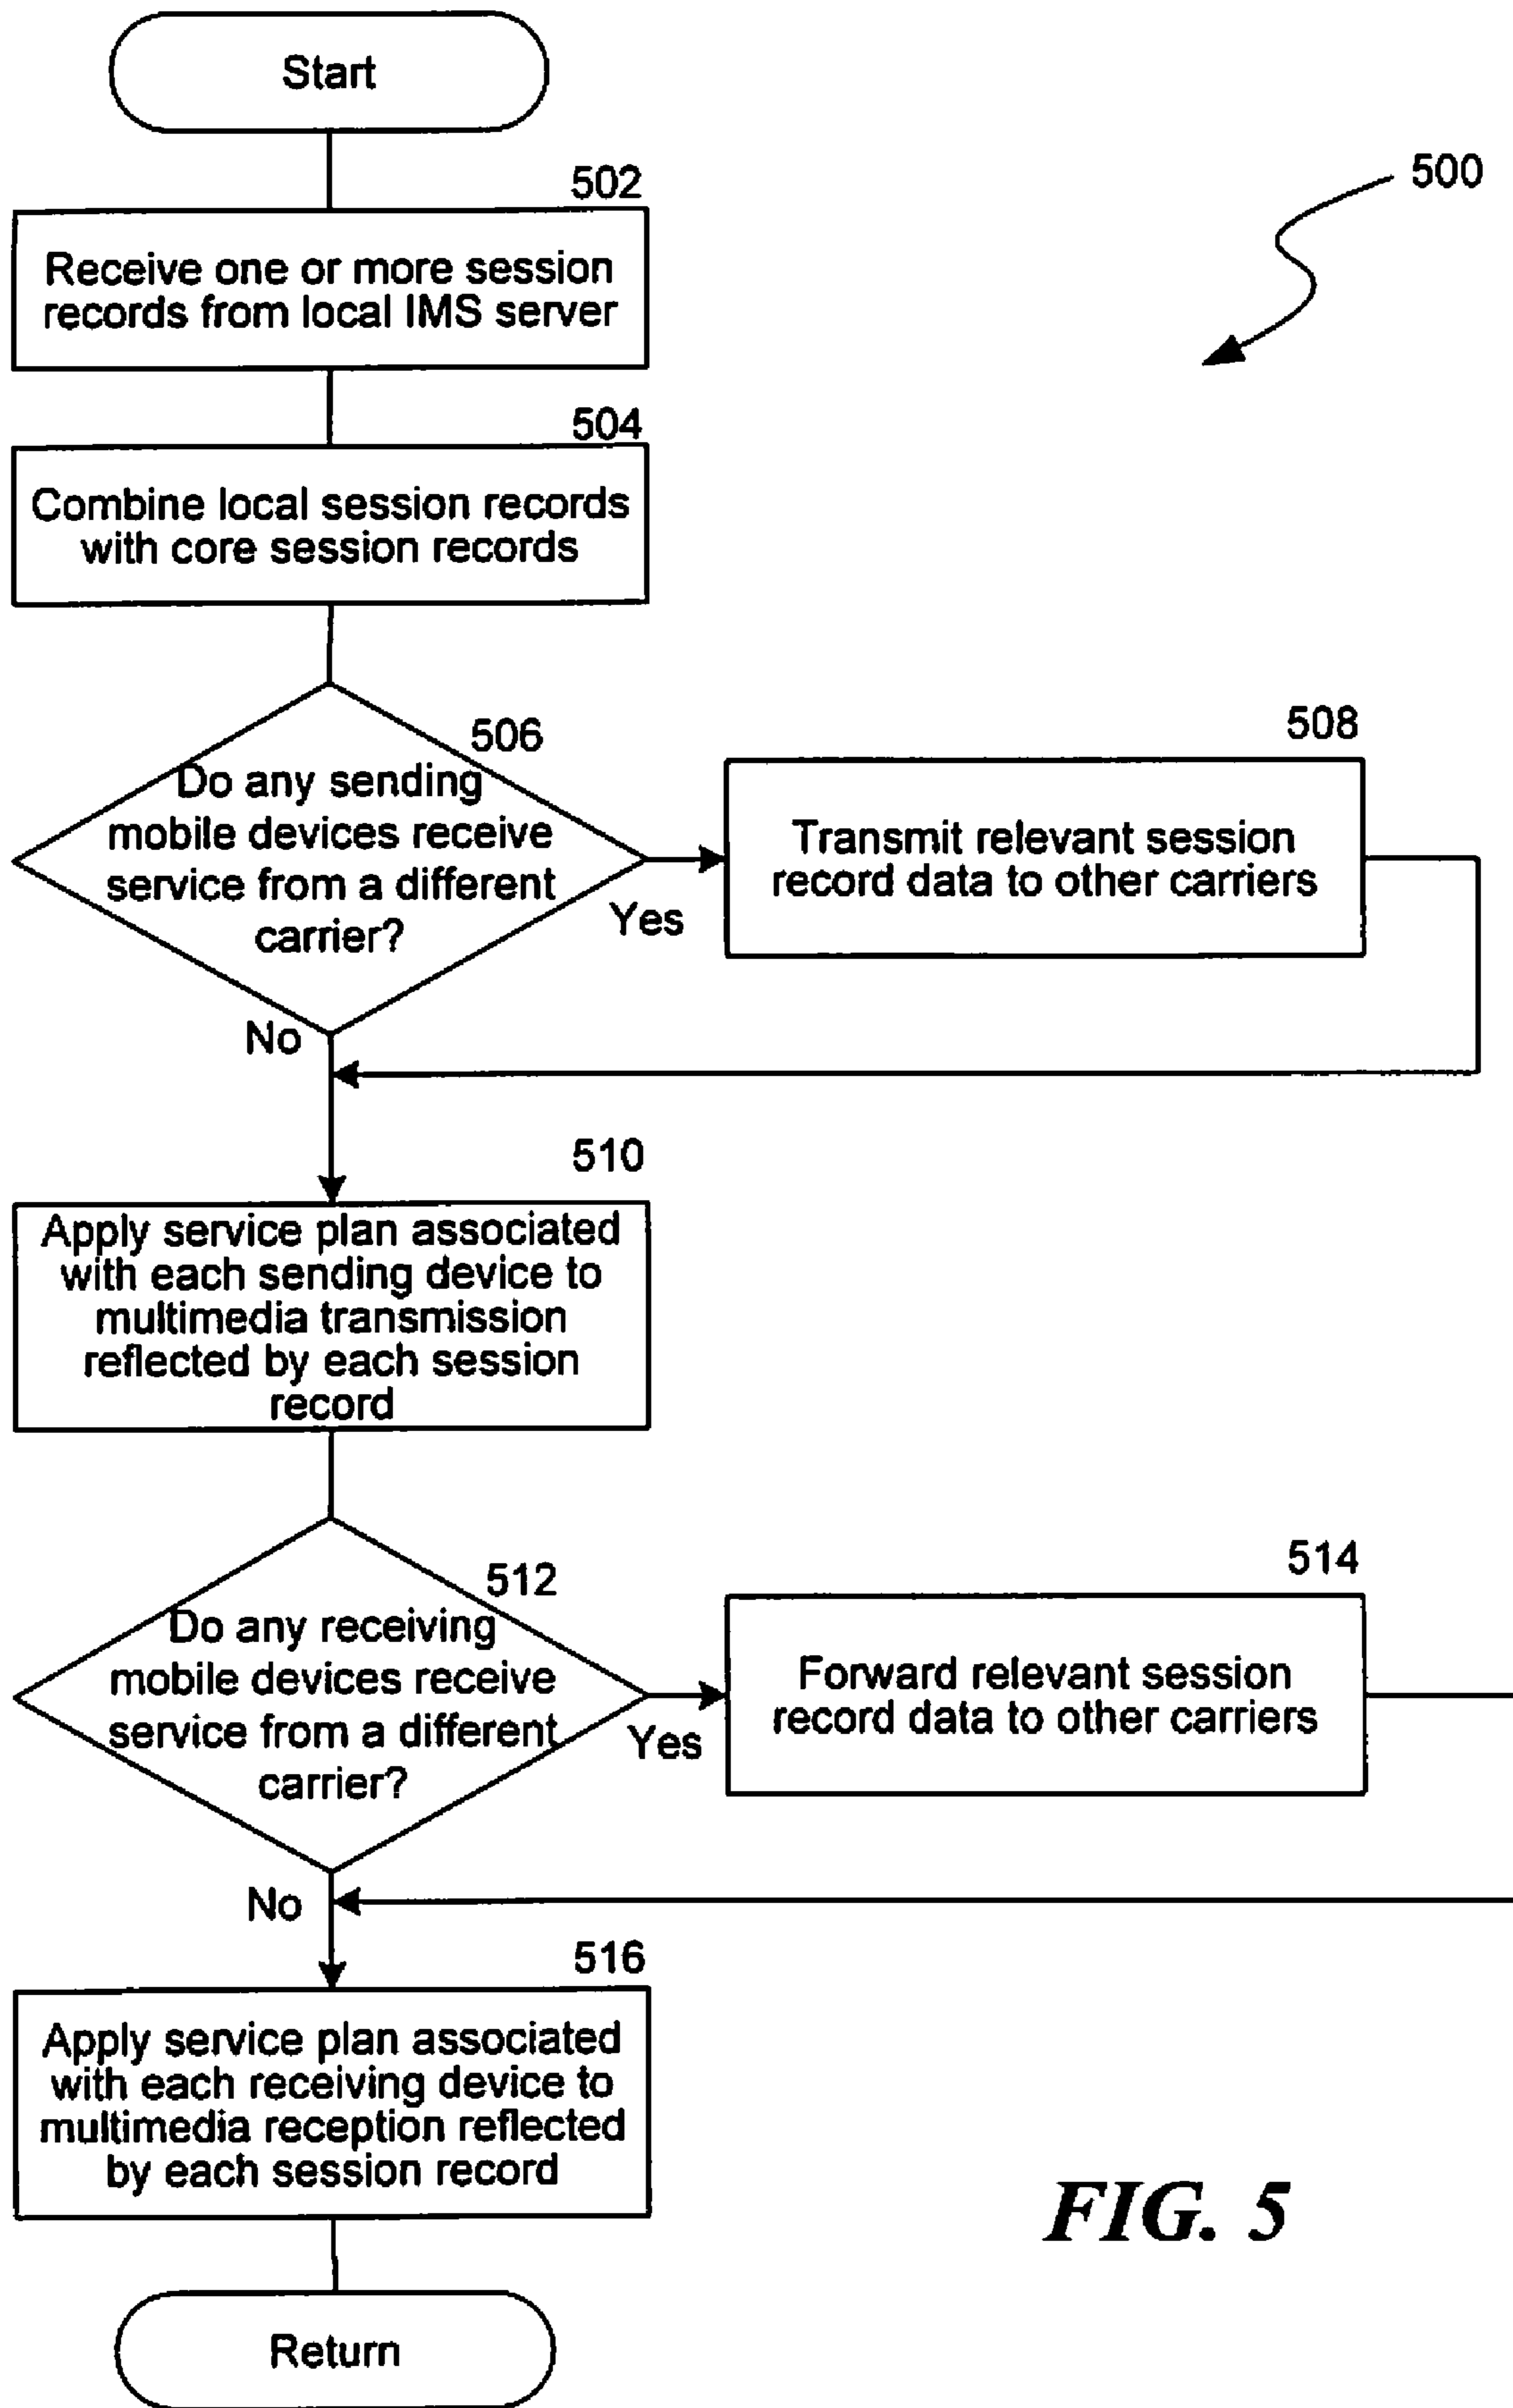 Start
500
502
Receive one or more session
records from local IMS server
504
Combine local session records
with core session records
506
Do any sending
mobile devices receive
service from a different
carrier?
Yes
No
508
Transmit relevant session
record data to other carriers
510
Apply service plan associated
with each sending device to
multimedia transmission
reflected by each session
record
512
Do any receiving
mobile devices receive
service from a different
carrier?
Yes
No
514
Forward relevant session
record data to other carriers
516
Apply service plan associated
with each receiving device to
multimedia reception reflected
by each session record
Return
FIG. 5